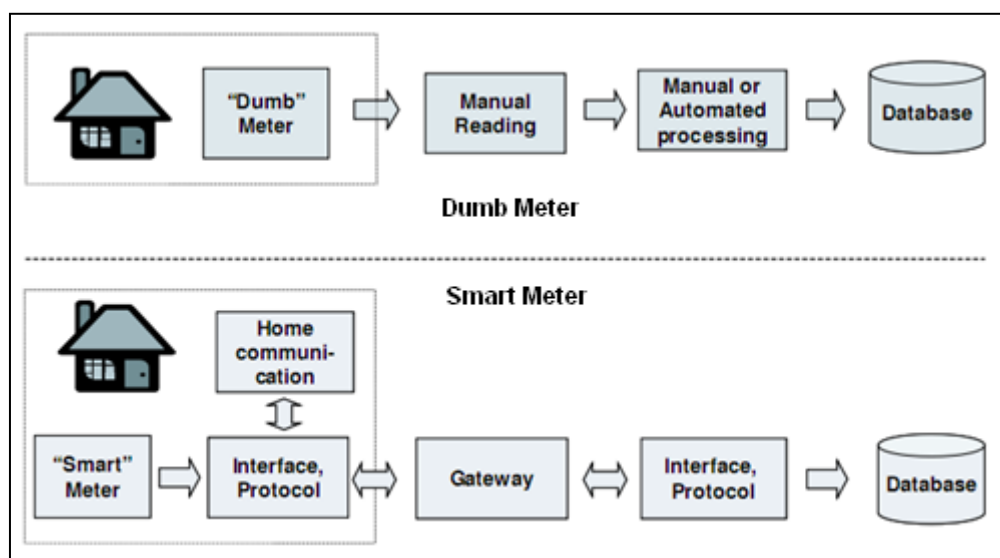 “Dumb”
Meter
Manual
Reading
Manual or
Automated
processing
Database
Dumb Meter
Smart Meter
Home
communi-
cation
“Smart”
Meter
Interface,
Protocol
Gateway
Interface,
Protocol
Database